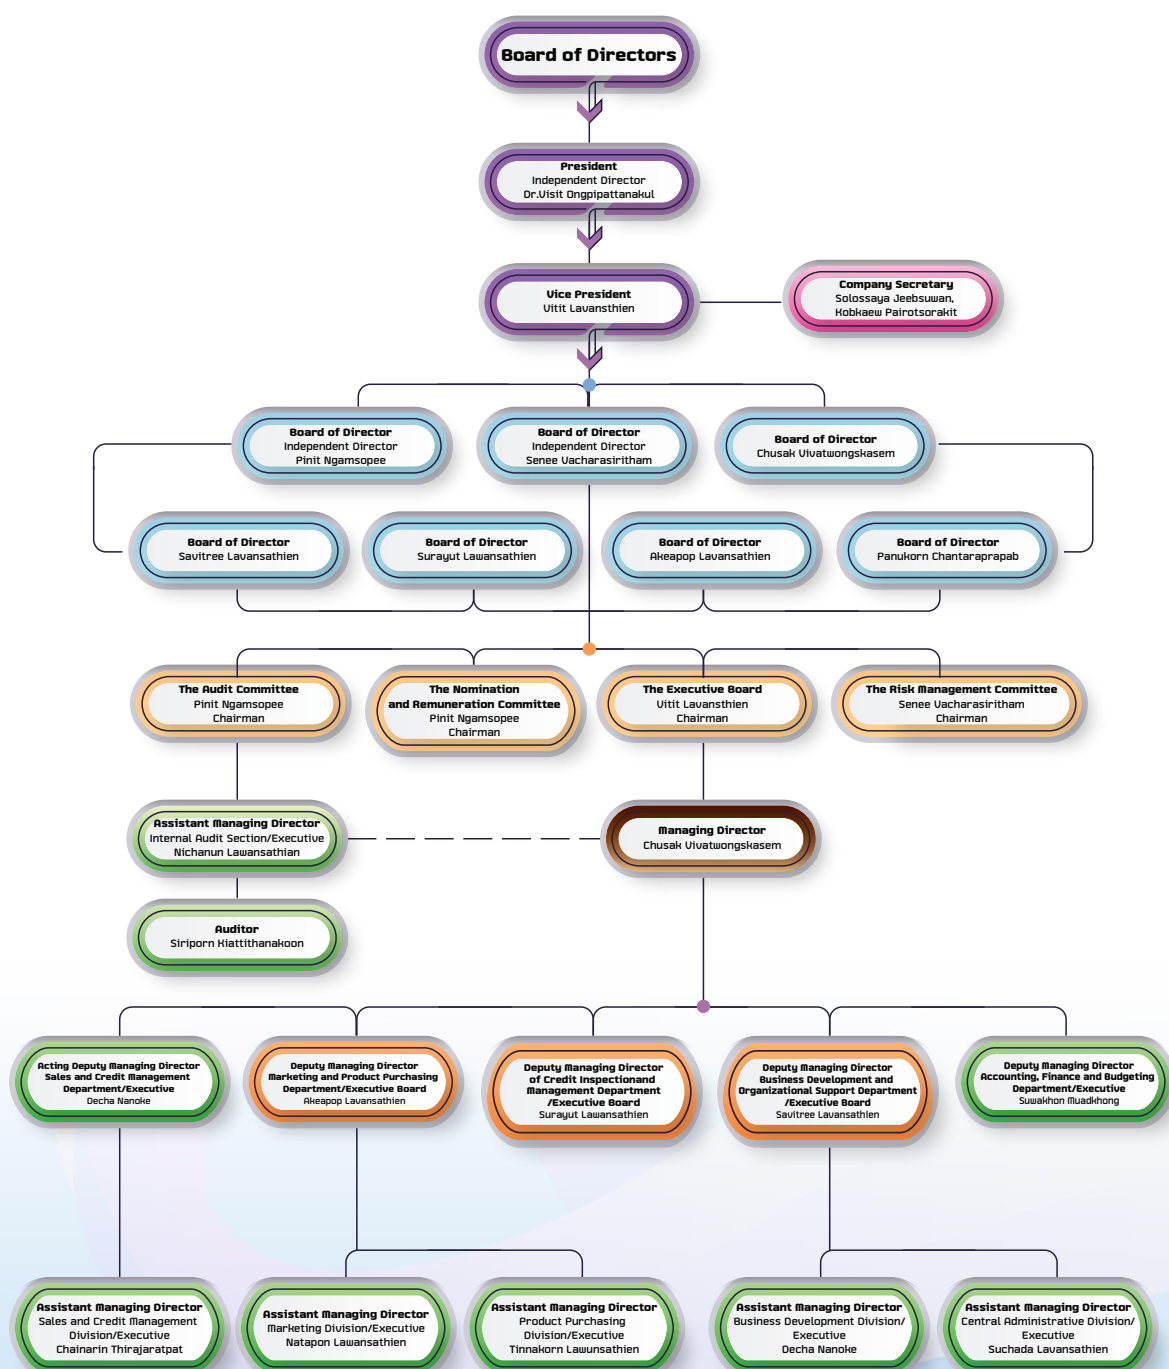 Board of Directors
President
Independent Director
Dr.Visit Ongpipattanakul
Vice President
Vitit Lavansthien
Company Secretary
Solossaya Jeebsuwan,
Kobkaew Pairotsorakit
Board of Director
Independent Director
Pinit Ngamsopee
Board of Director
Independent Director
Senee Vacharasiritham
Board of Director
Chusak Vivatwongskasem
Board of Director
Savitree Lavansathien
Board of Director
Surayut Lawansathien
Board of Director
Akeapop Lavansathien
Board of Director
Panukorn Chantaraprapab
The Audit Committee
Pinit Ngamsopee
Chairman
The Nomination
and Remuneration Committee
Pinit Ngamsopee
Chairman
The Executive Board
Vitit Lavansthien
Chairman
The Risk Management Committee
Senee Vacharasiritham
Chairman
Assistant Managing Director
Internal Audit Section/Executive
Nichanun Lawansathian
Managing Director
Chusak Vivatwongskasem
Auditor
Siriporn Kiattithanakoon
Acting Deputy Managing Director
Sales and Credit Management
Department/Executive
Decha Nanoke
Deputy Managing Director
Marketing and Product Purchasing
Department/Executive Board
Akeapop Lavansathien
Deputy Managing Director
of Credit Inspectionand
Management Department
/Executive Board
Surayut Lawansathien
Deputy Managing Director
Business Development and
Organizational Support Department
/Executive Board
Savitree Lavansathien
Deputy Managing Director
Accounting, Finance and Budgeting
Department/Executive
Suwakhon Muadkhong
Assistant Managing Director
Sales and Credit Management
Division/Executive
Chainarin Thirajaratpat
Assistant Managing Director
Marketing Division/Executive
Natapon Lawansathien
Assistant Managing Director
Product Purchasing
Division/Executive
Tinnakorn Lawunsathien
Assistant Managing Director
Business Development Division/
Executive
Decha Nanoke
Assistant Managing Director
Central Administrative Division/
Executive
Suchada Lavansathien